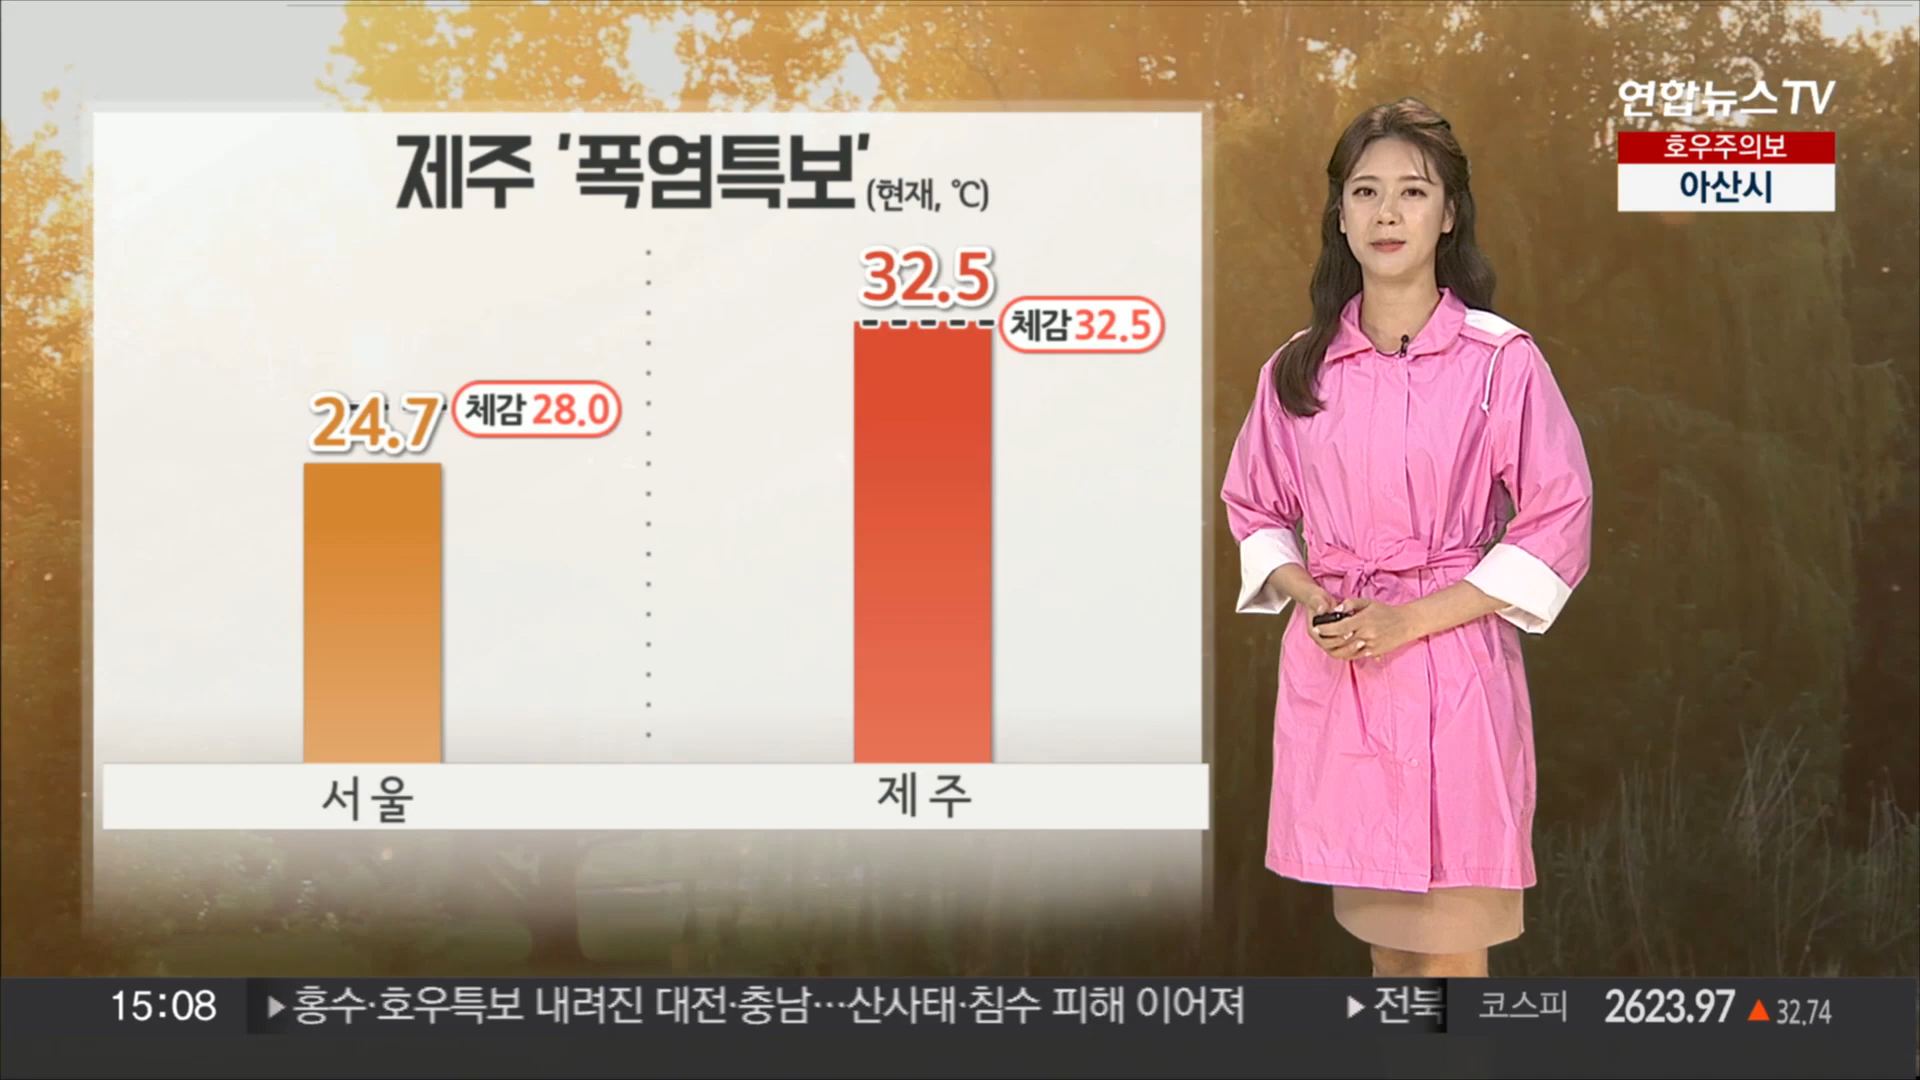 제주 '폭염특보' (현재, ℃)
24.7
체감 28.0
32.5
체감 32.5
서울
제주
연합뉴스TV
호우주의보
아산시
15:08
▶홍수·호우특보 내려진 대전·충남…산사태·침수 피해 이어져 ▶전북
코스피 2623.97 ▲32.74